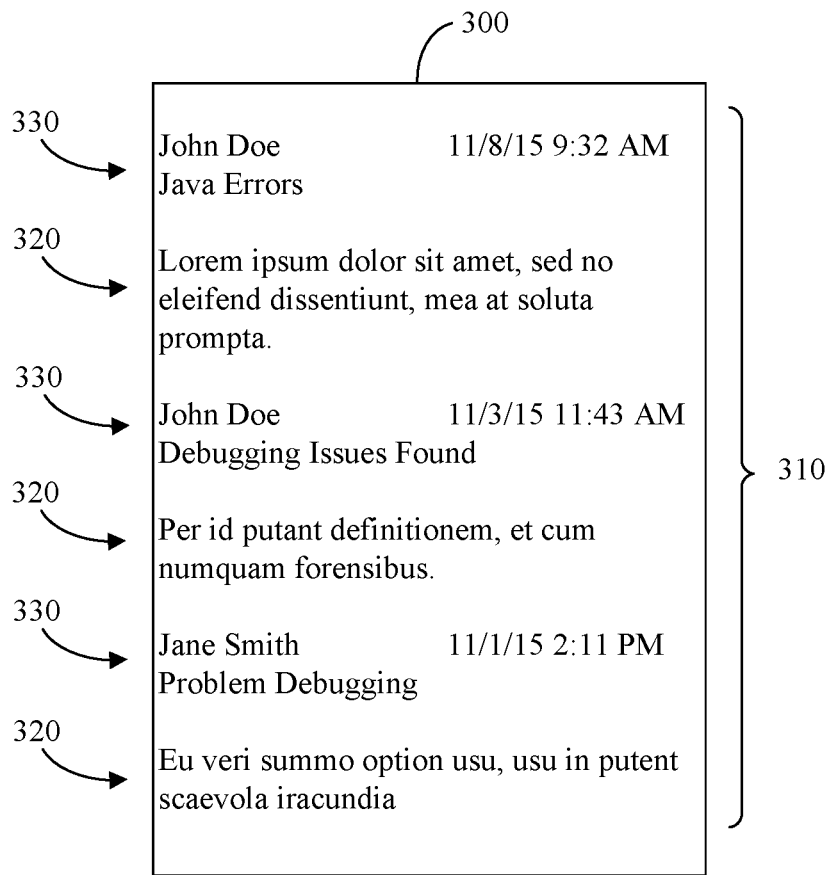 300
330
John Doe 11/8/15 9:32 AM
Java Errors
320
Lorem ipsum dolor sit amet, sed no
eleifend dissentiunt, mea at soluta
prompta.
330
John Doe 11/3/15 11:43 AM
Debugging Issues Found
310
320
Per id putant definitionem, et cum
numquam forensibus.
330
Jane Smith 11/1/15 2:11 PM
Problem Debugging
320
Eu veri summo option usu, usu in putent
scaevola iracundia